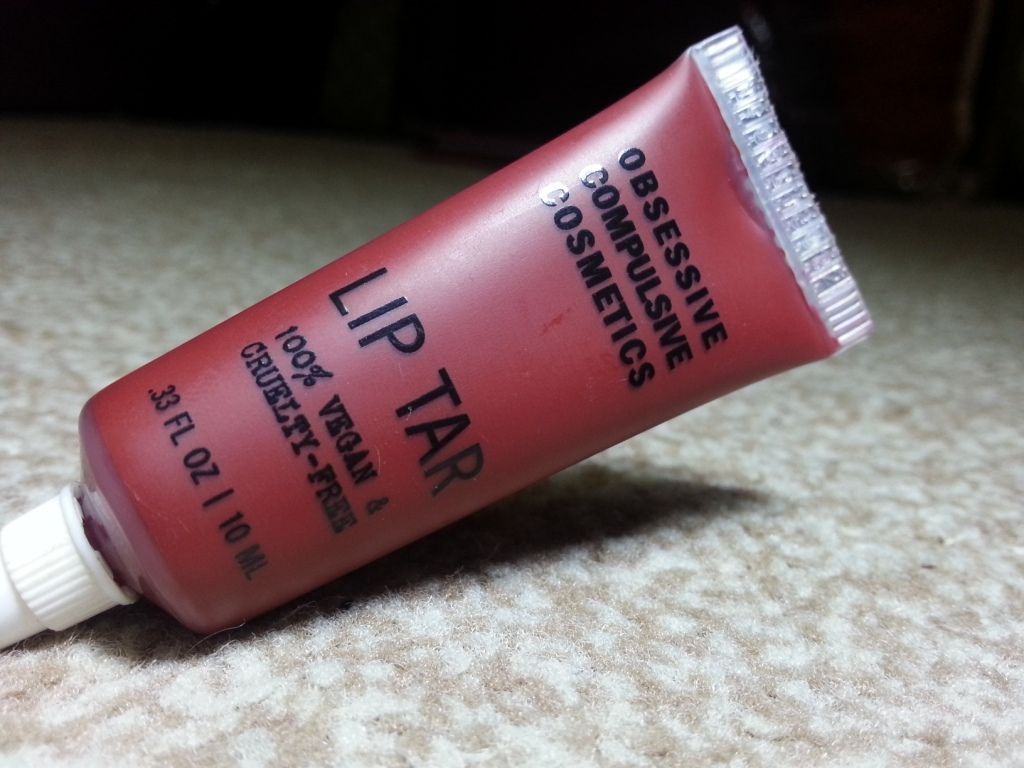 OBSESSIVE
COMPULSIVE
COSMETICS
LIP TAR
100% VEGAN &
CRUELTY-FREE
.33 FL OZ | 10 ML